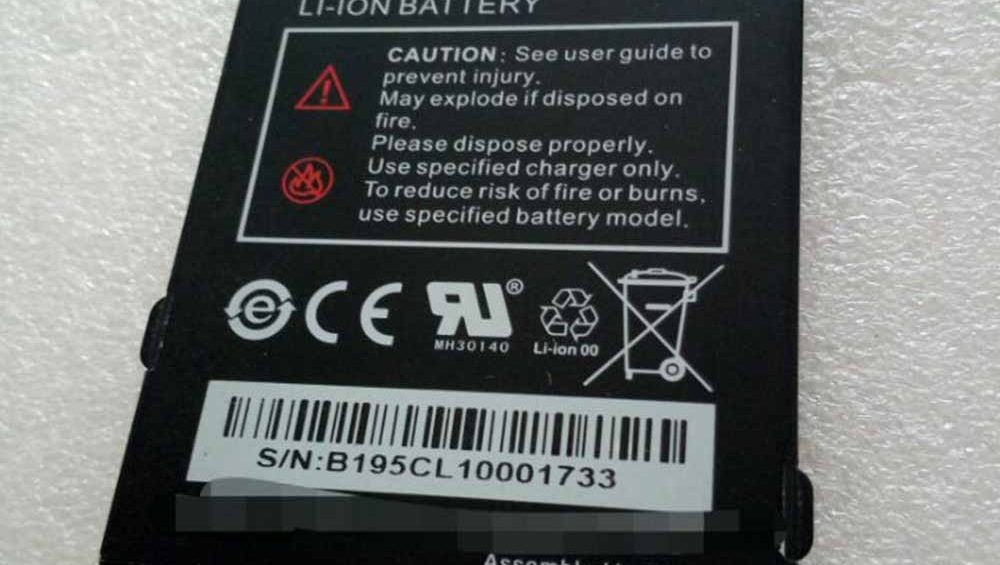 LI-ION BATTERY
CAUTION: See user guide to
prevent injury.
May explode if disposed on
fire.
Please dispose properly.
Use specified charger only.
To reduce risk of fire or burns,
use specified battery model.
e CE RU®
MH30140
Li-ion 00
S/N:B195CL10001733